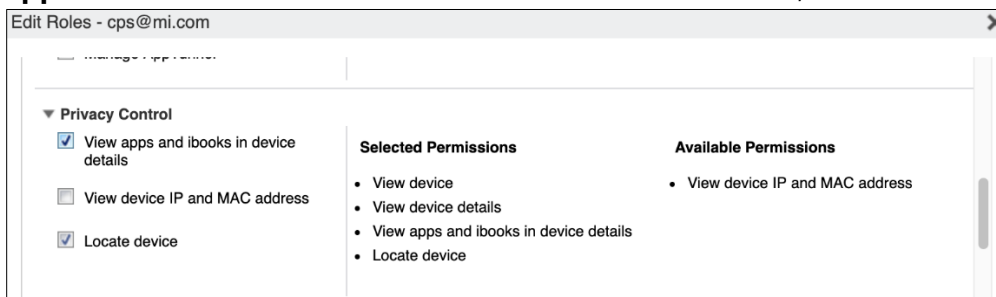 Edit Roles - cps@mi.com
Privacy Control
View apps and ibooks in device
details
View device IP and MAC address
Locate device
Selected Permissions
• View device
• View device details
• View apps and ibooks in device details
• Locate device
Available Permissions
• View device IP and MAC address